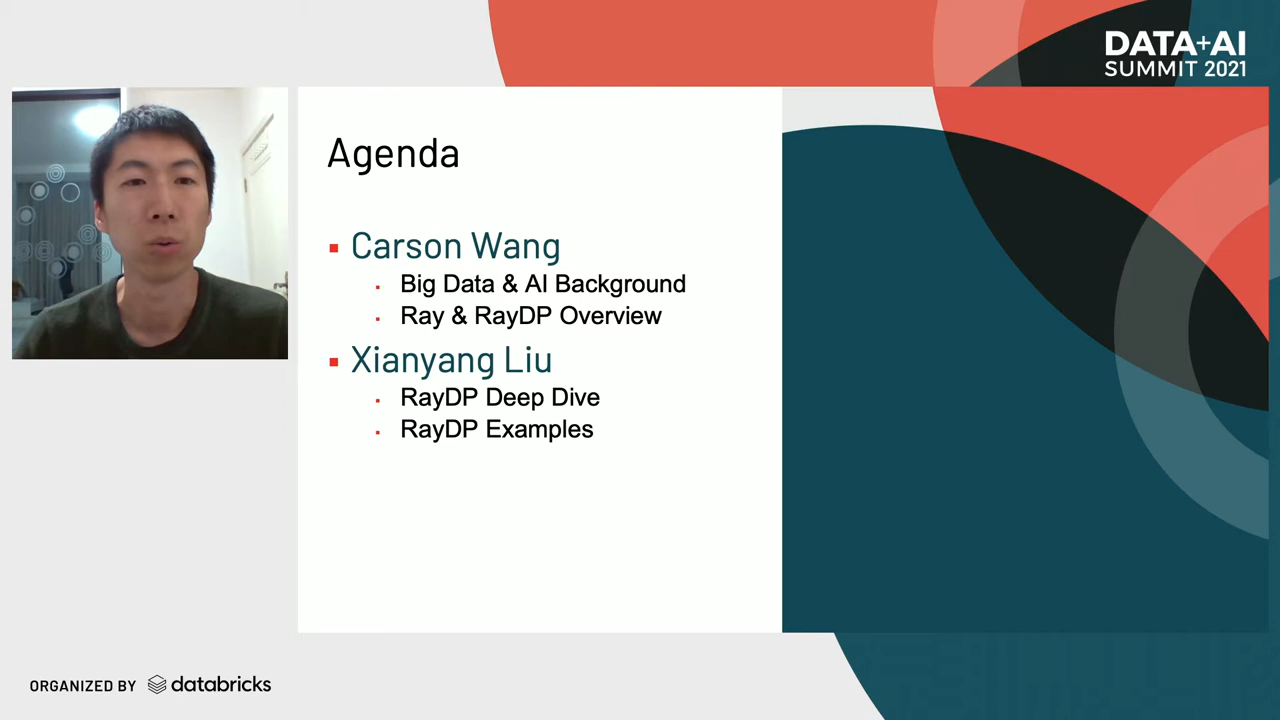 DATA+AI
SUMMIT 2021
Agenda
▪ Carson Wang
▪ Big Data & AI Background
▪ Ray & RayDP Overview
▪ Xianyang Liu
▪ RayDP Deep Dive
▪ RayDP Examples
ORGANIZED BY databricks